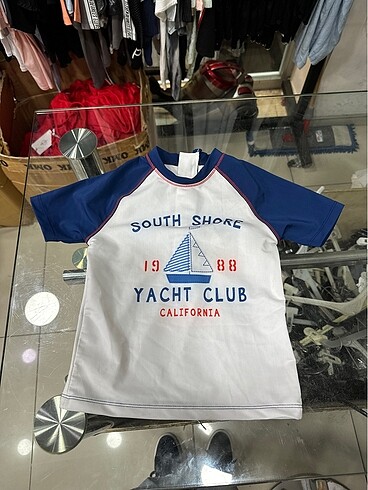 SOUTH SHORE
19 88
YACHT CLUB
CALIFORNIA